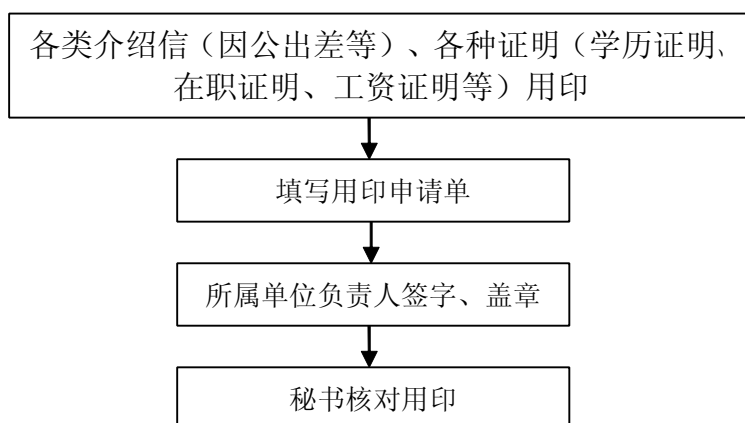 各类介绍信（因公出差等）、各种证明（学历证明、
在职证明、工资证明等）用印
填写用印申请单
所属单位负责人签字、盖章
秘书核对用印